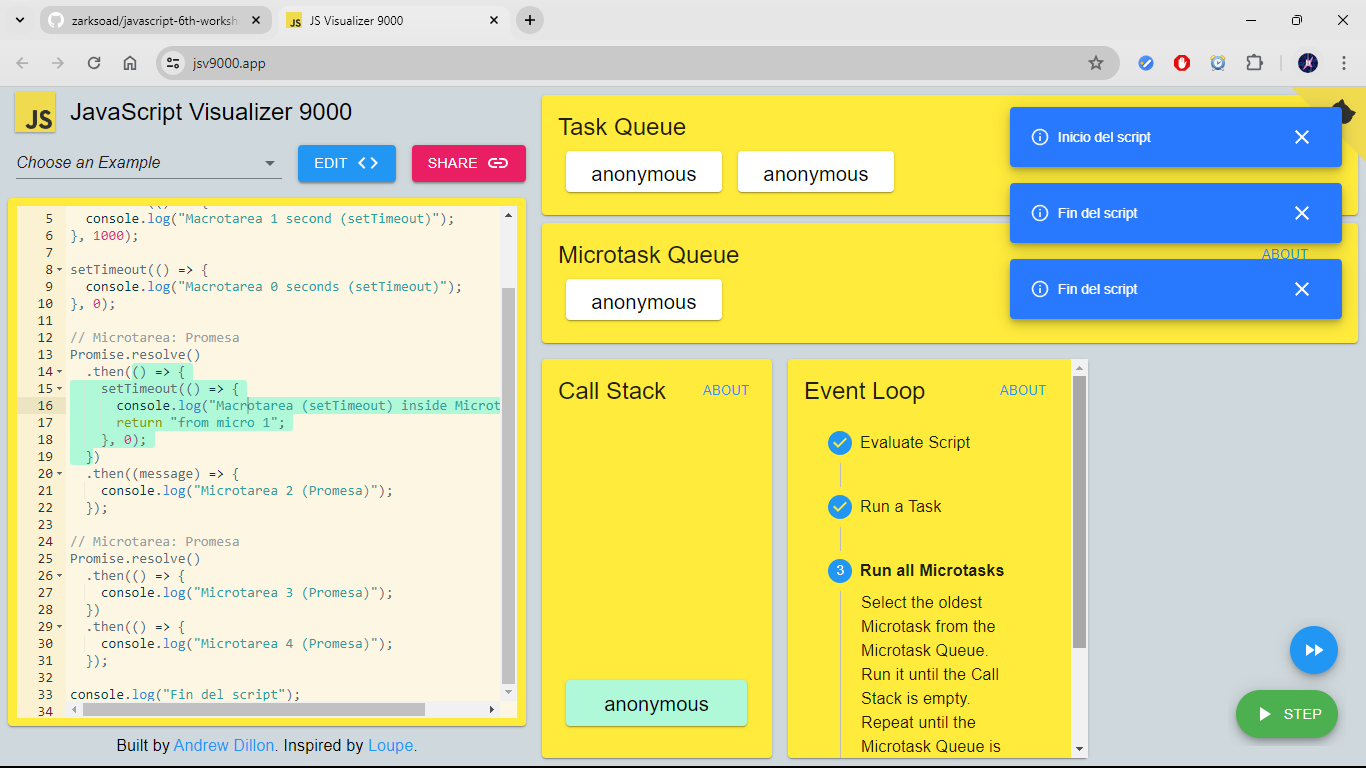 zarksoad/javascript-6th-worksh
JS Visualizer 9000
jsv9000.app
JS
JavaScript Visualizer 9000
Choose an Example
EDIT
SHARE
5 console.log("Macrotarea 1 second (setTimeout)");
6 }, 1000);
7
8 setTimeout(() => {
9 console.log("Macrotarea 0 seconds (setTimeout)");
10 }, 0);
11
12 // Microtarea: Promesa
13 Promise.resolve()
14 .then(() => {
15 setTimeout(() => {
16 console.log("Macrotarea (setTimeout) inside Microt
17 return "from micro 1";
18 }, 0);
19 })
20 .then((message) => {
21 console.log("Microtarea 2 (Promesa)");
22 });
23
24 // Microtarea: Promesa
25 Promise.resolve()
26 .then(() => {
27 console.log("Microtarea 3 (Promesa)");
28 })
29 .then(() => {
30 console.log("Microtarea 4 (Promesa)");
31 });
32
33 console.log("Fin del script");
34
Built by Andrew Dillon. Inspired by Loupe.
Task Queue
anonymous anonymous
Microtask Queue
ABOUT
anonymous
Inicio del script
Fin del script
Fin del script
Call Stack ABOUT
anonymous
Event Loop ABOUT
Evaluate Script
Run a Task
3 Run all Microtasks
Select the oldest
Microtask from the
Microtask Queue.
Run it until the Call
Stack is empty.
Repeat until the
Microtask Queue is
STEP